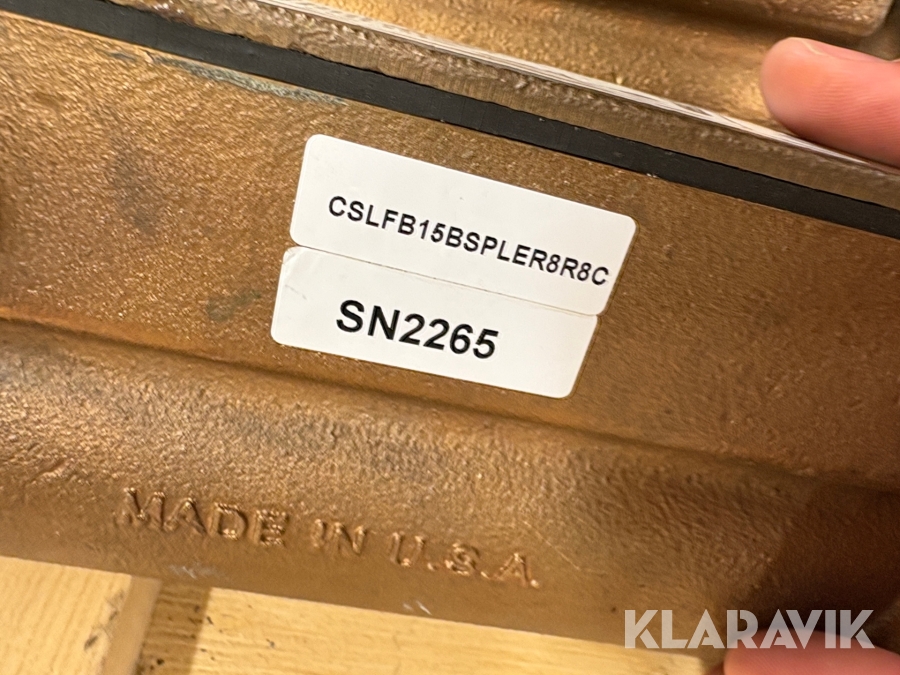 CSLFB15BSPLER8R8C
SN2265
MADE IN U.S.A.
KLARAVIK